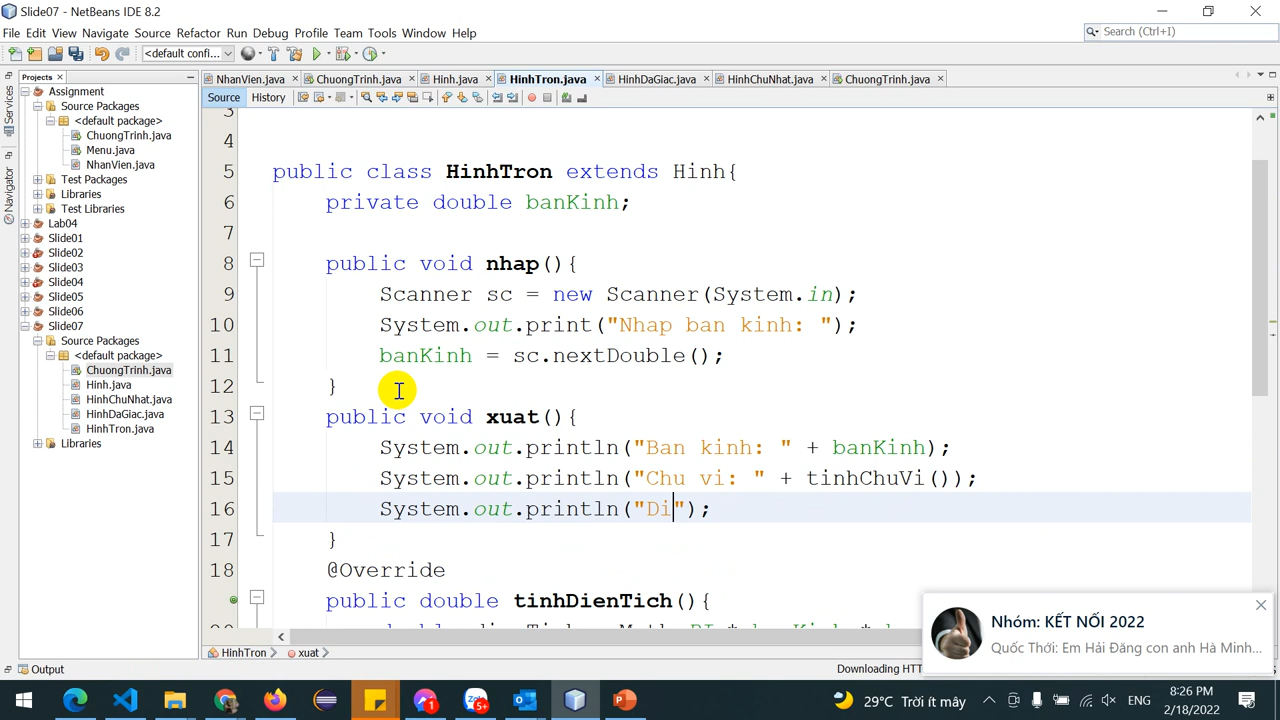 Slide07 - NetBeans IDE 8.2
File Edit View Navigate Source Refactor Run Debug Profile Team Tools Window Help
Search (Ctrl+I)
<default confi...
Projects
NhanVien.java ChuongTrinh.java Hinh.java HinhTron.java HinhDaGiac.java HinhChuNhat.java ChuongTrinh.java
Source History
Services
Navigator
Assignment
Source Packages
<default package>
ChuongTrinh.java
Menu.java
NhanVien.java
Test Packages
Libraries
Test Libraries
Lab04
Slide01
Slide02
Slide03
Slide04
Slide05
Slide06
Slide07
Source Packages
<default package>
ChuongTrinh.java
Hinh.java
HinhChuNhat.java
HinhDaGiac.java
HinhTron.java
Libraries
3
4
5 public class HinhTron extends Hinh{
6 private double banKinh;
7
8 public void nhap(){
9 Scanner sc = new Scanner(System.in);
10 System.out.print("Nhap ban kinh: ");
11 banKinh = sc.nextDouble();
12 }
13 public void xuat(){
14 System.out.println("Ban kinh: " + banKinh);
15 System.out.println("Chu vi: " + tinhChuVi());
16 System.out.println("Di");
17 }
18 @Override
public double tinhDienTich(){
HinhTron xuat
Output
Downloading HTT
Nhóm: KẾT NỐI 2022
Quốc Thới: Em Hải Đăng con anh Hà Minh...
1
5+
29°C Trời ít mây
ENG
8:26 PM
2/18/2022